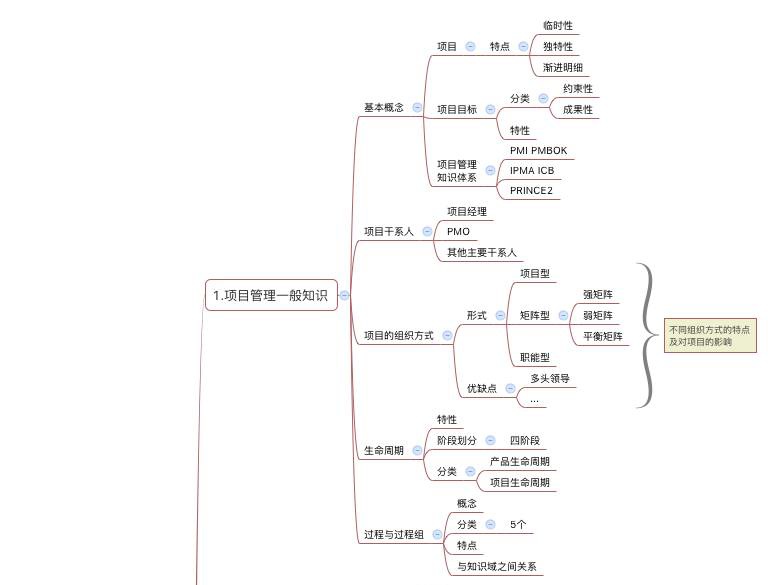 1.项目管理一般知识
基本概念
项目
特点
临时性
独特性
渐进明细
项目目标
分类
约束性
成果性
特性
项目管理
知识体系
PMI PMBOK
IPMA ICB
PRINCE2
项目干系人
项目经理
PMO
其他主要干系人
项目的组织方式
形式
项目型
矩阵型
强矩阵
弱矩阵
平衡矩阵
职能型
优缺点
多头领导
...
不同组织方式的特点
及对项目的影响
生命周期
特性
阶段划分
四阶段
分类
产品生命周期
项目生命周期
过程与过程组
概念
分类
5个
特点
与知识域之间关系